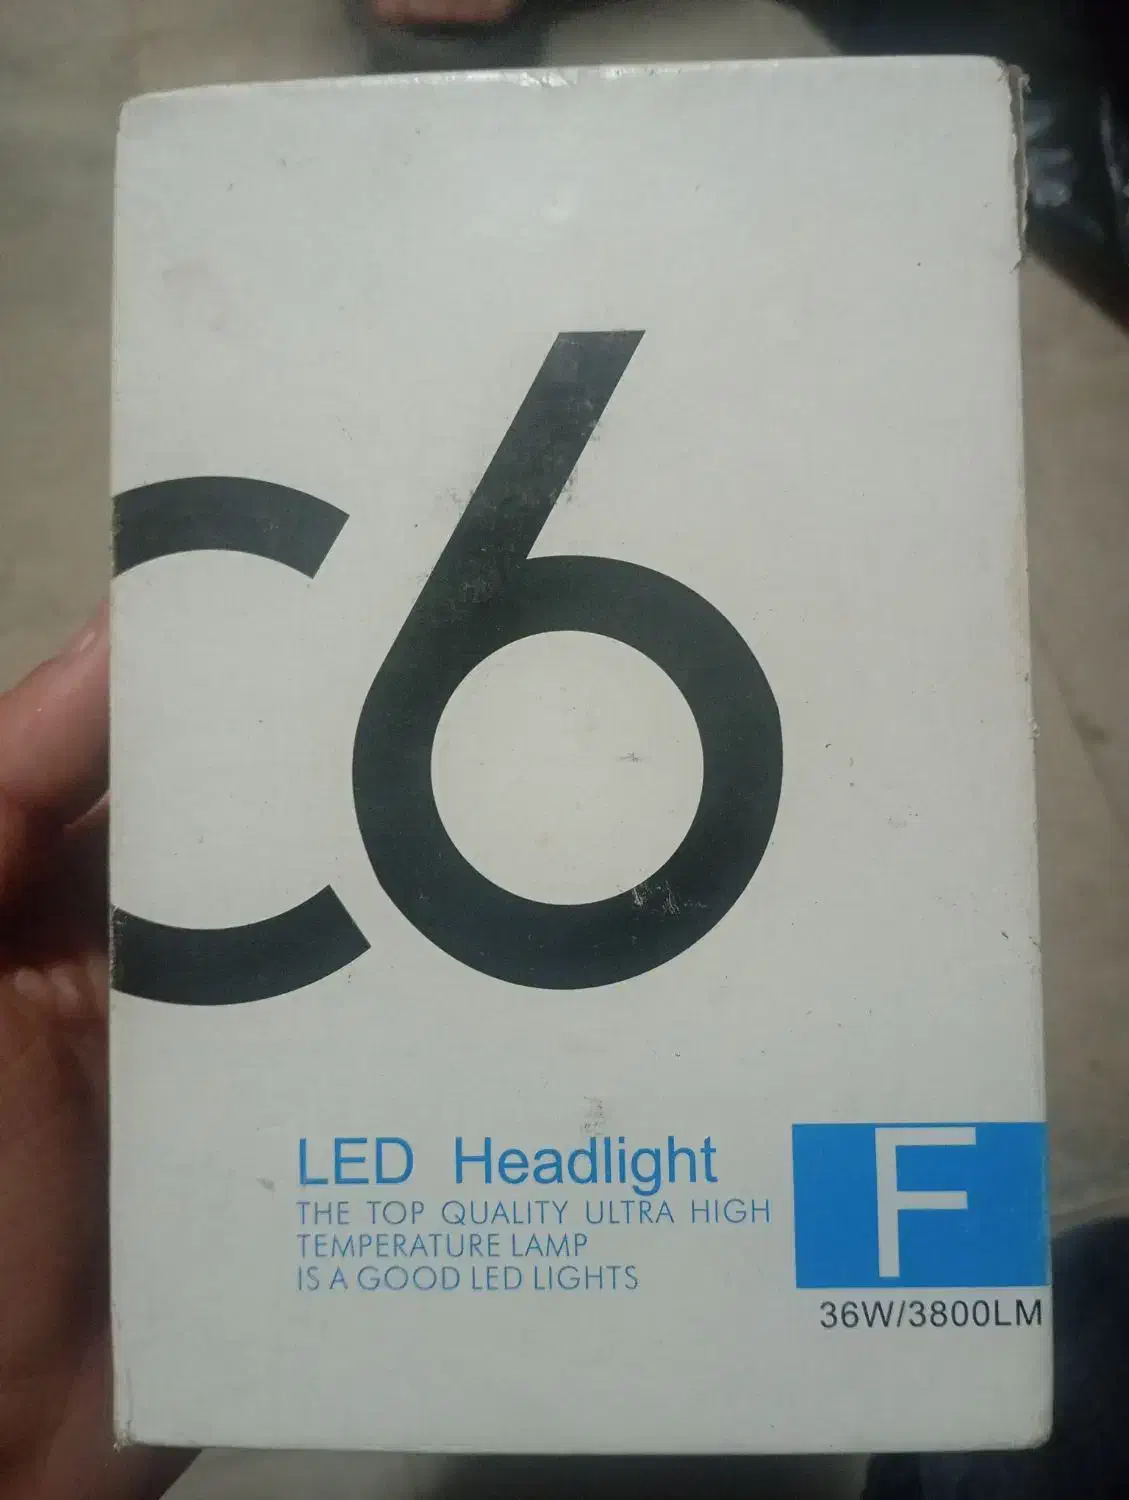 C6
LED Headlight
THE TOP QUALITY ULTRA HIGH
TEMPERATURE LAMP
IS A GOOD LED LIGHTS
F
36W/3800LM